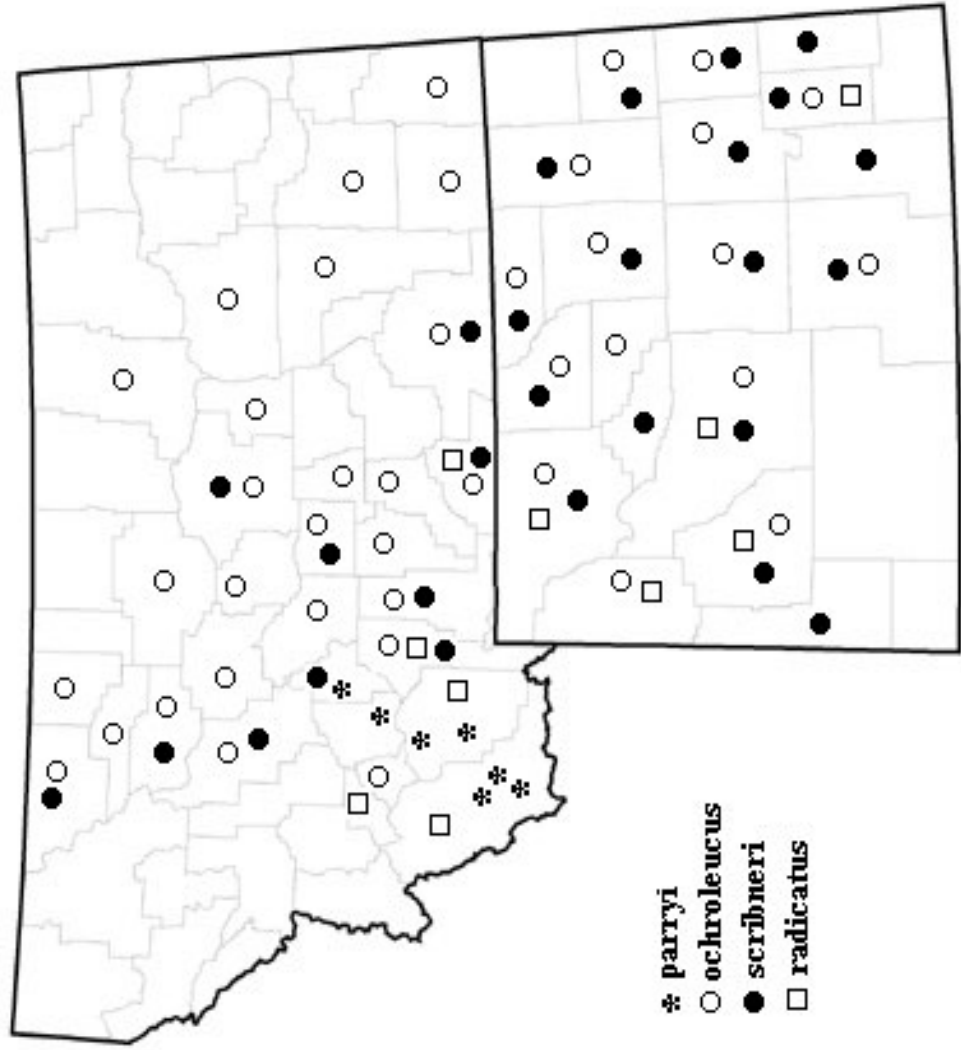 * parryi
○ ochroleucus
● scribneri
□ radicatus